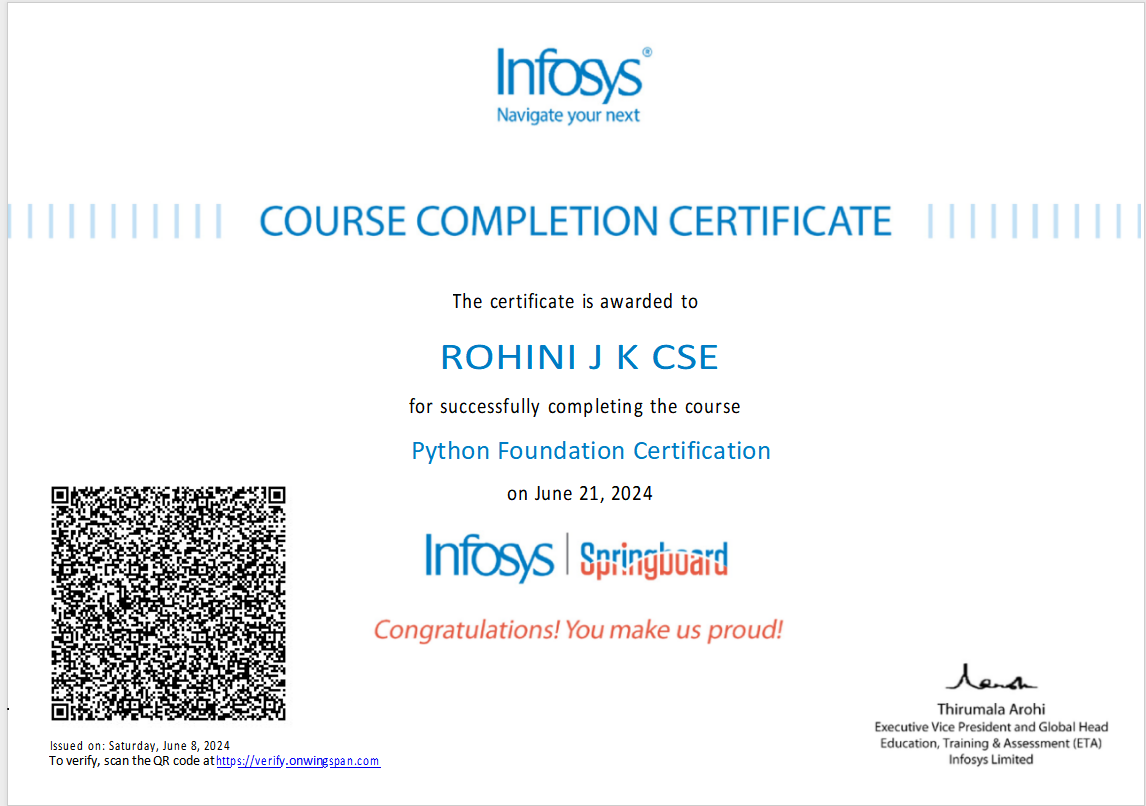 Infosys®
Navigate your next
COURSE COMPLETION CERTIFICATE
The certificate is awarded to
ROHINI J K CSE
for successfully completing the course
Python Foundation Certification
on June 21, 2024
Infosys | Springboard
Congratulations! You make us proud!
Thirumala Arohi
Executive Vice President and Global Head
Education, Training & Assessment (ETA)
Infosys Limited
Issued on: Saturday, June 8, 2024
To verify, scan the QR code at https://verify.onwingspan.com